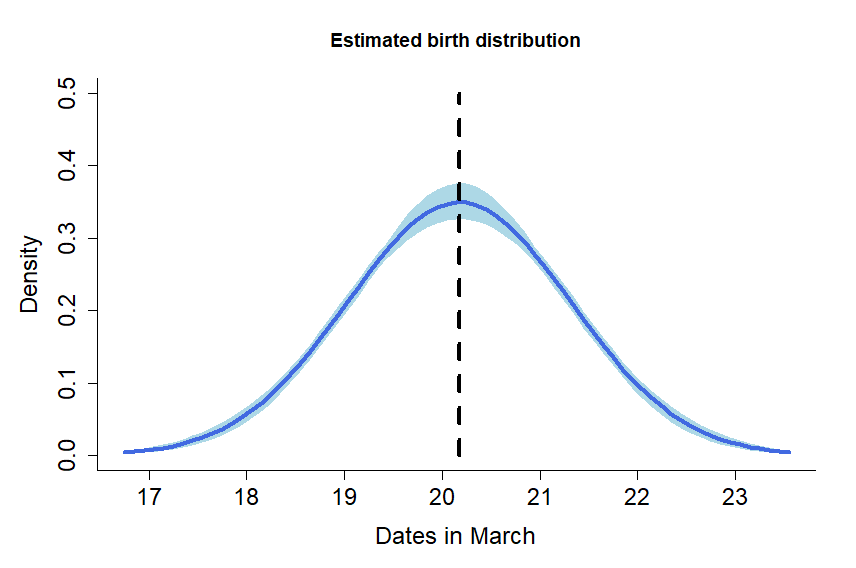 Estimated birth distribution
Density
0.5
0.4
0.3
0.2
0.1
0.0
17 18 19 20 21 22 23
Dates in March